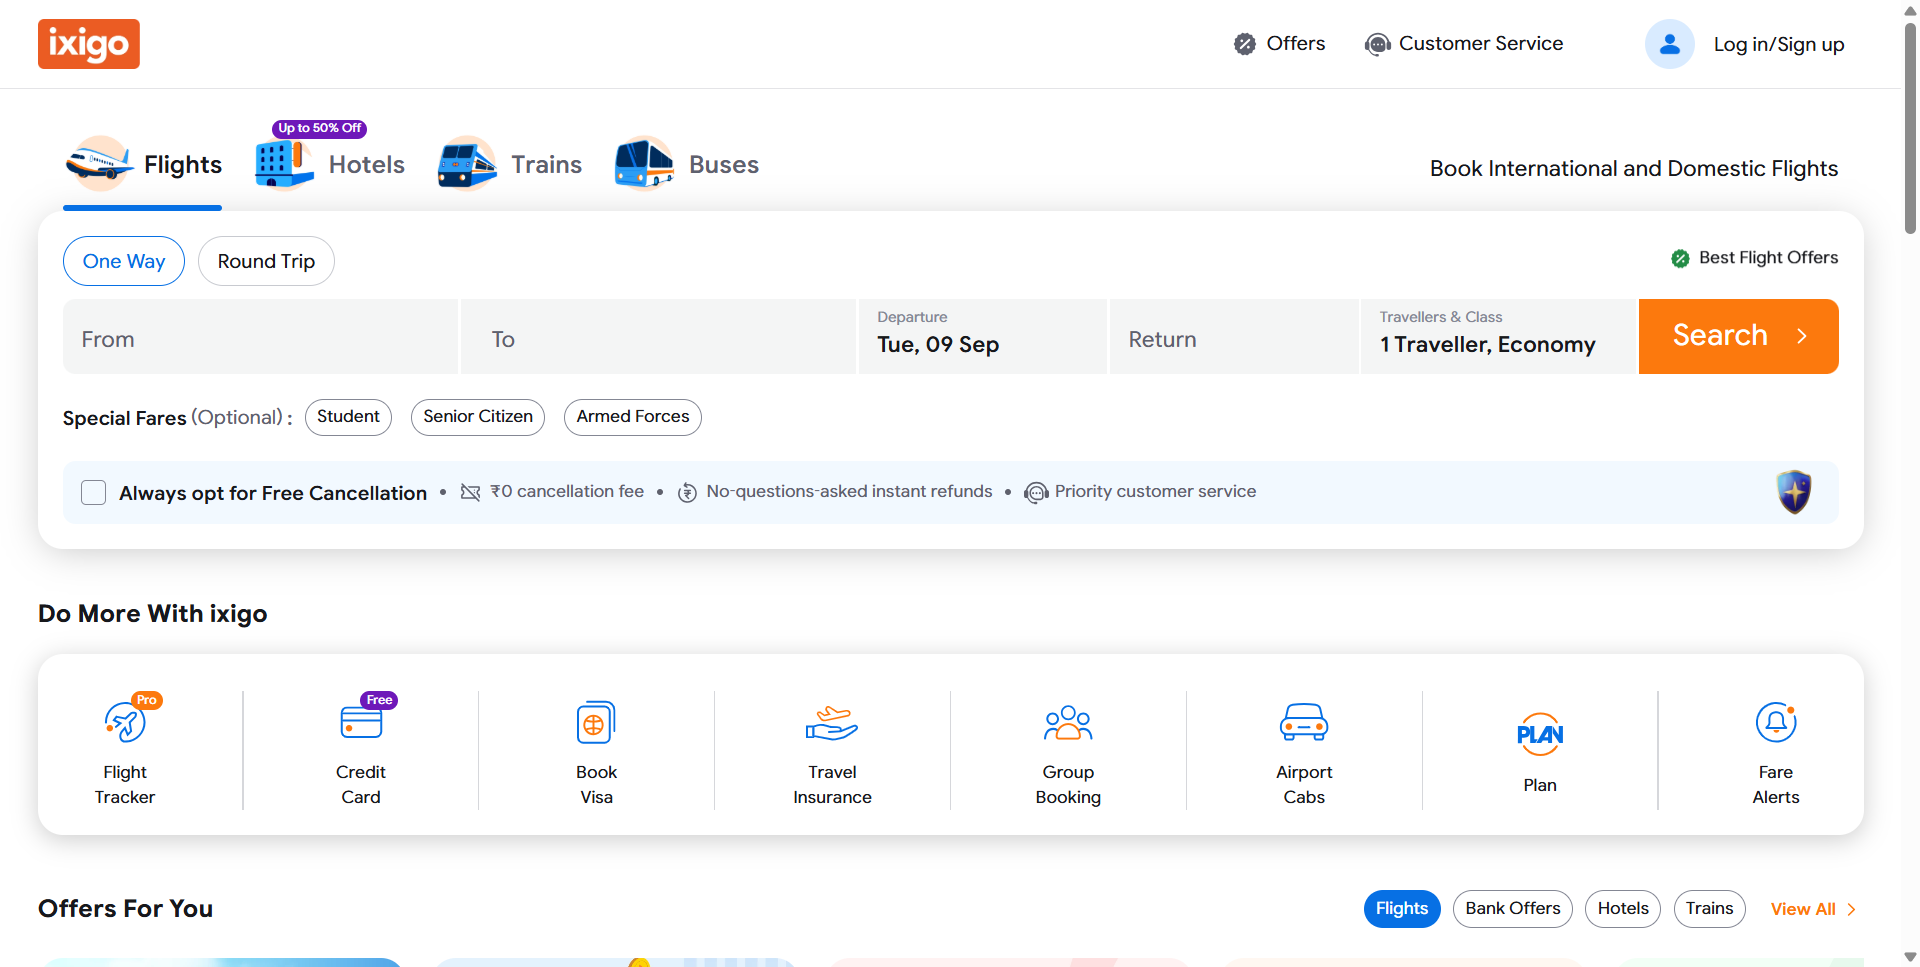 ixigo
Offers
Customer Service
Log in/Sign up
Up to 50% Off
Flights
Hotels
Trains
Buses
Book International and Domestic Flights
One Way
Round Trip
Best Flight Offers
From
To
Departure
Tue, 09 Sep
Return
Travellers & Class
1 Traveller, Economy
Search
Special Fares (Optional) :
Student
Senior Citizen
Armed Forces
Always opt for Free Cancellation • ₹0 cancellation fee • No-questions-asked instant refunds • Priority customer service
Do More With ixigo
Pro
Flight
Tracker
Free
Credit
Card
Book
Visa
Travel
Insurance
Group
Booking
Airport
Cabs
PLAN
Plan
Fare
Alerts
Offers For You
Flights
Bank Offers
Hotels
Trains
View All